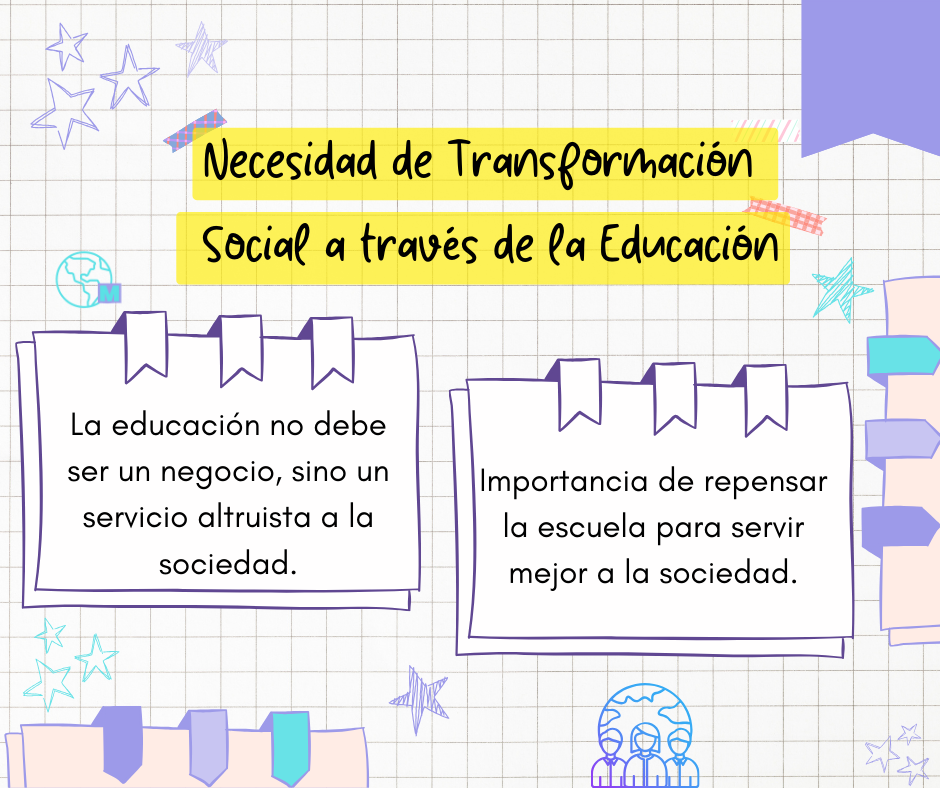 Necesidad de Transformación
Social a través de la Educación
M
La educación no debe
ser un negocio, sino un
servicio altruista a la
sociedad.
Importancia de repensar
la escuela para servir
mejor a la sociedad.